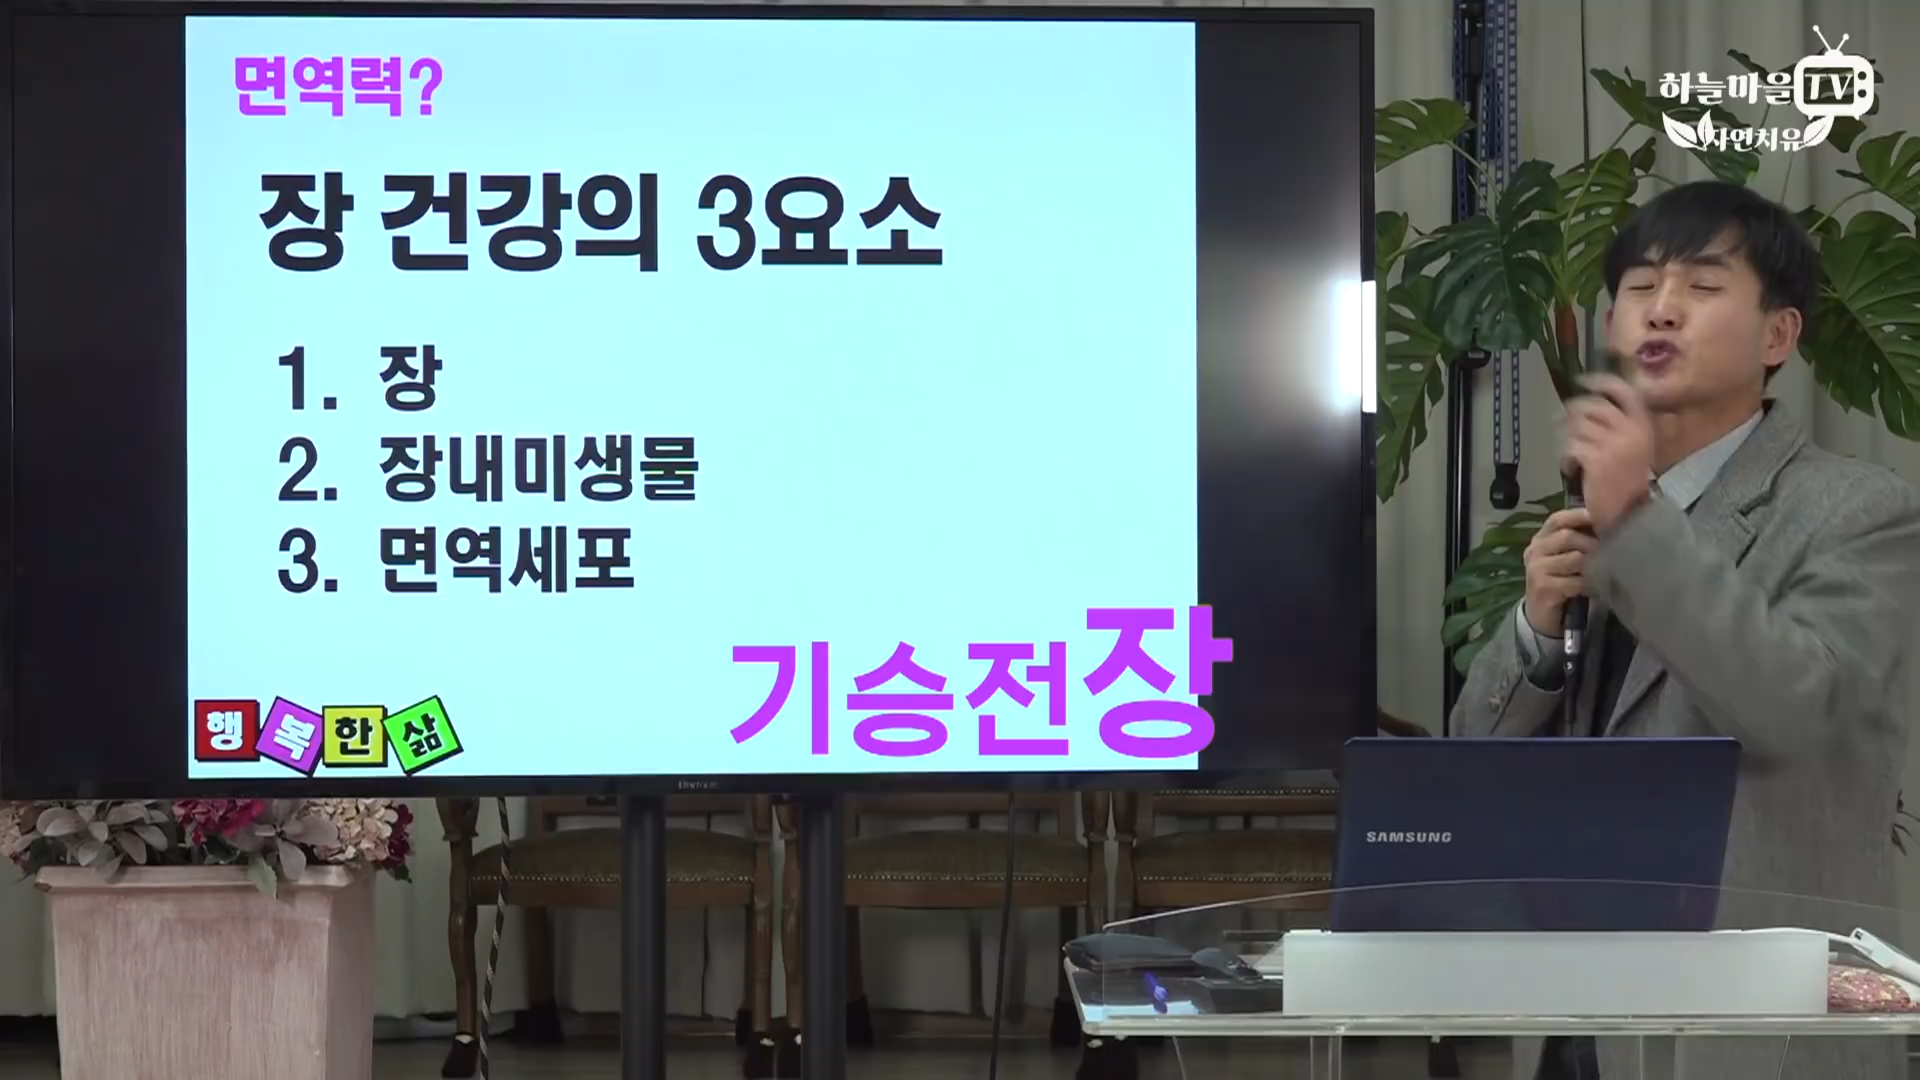 면역력?
장 건강의 3요소
1. 장
2. 장내미생물
3. 면역세포
기승전장
행복한삶
하늘마을TV
자연치유
SAMSUNG